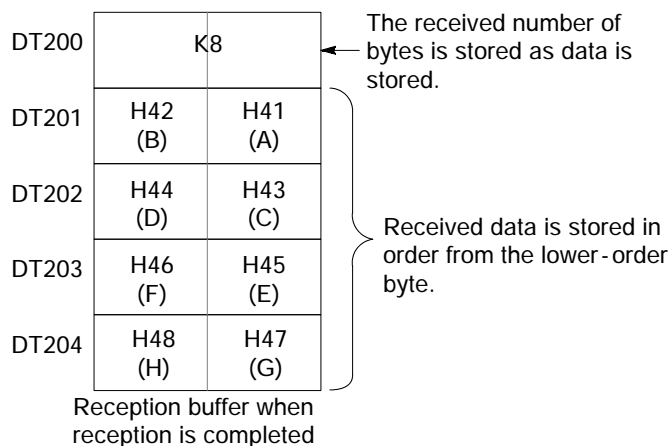 DT200
K8
The received number of
bytes is stored as data is
stored.
DT201
H42
(B)
H41
(A)
DT202
H44
(D)
H43
(C)
Received data is stored in
order from the lower-order
byte.
DT203
H46
(F)
H45
(E)
DT204
H48
(H)
H47
(G)
Reception buffer when
reception is completed